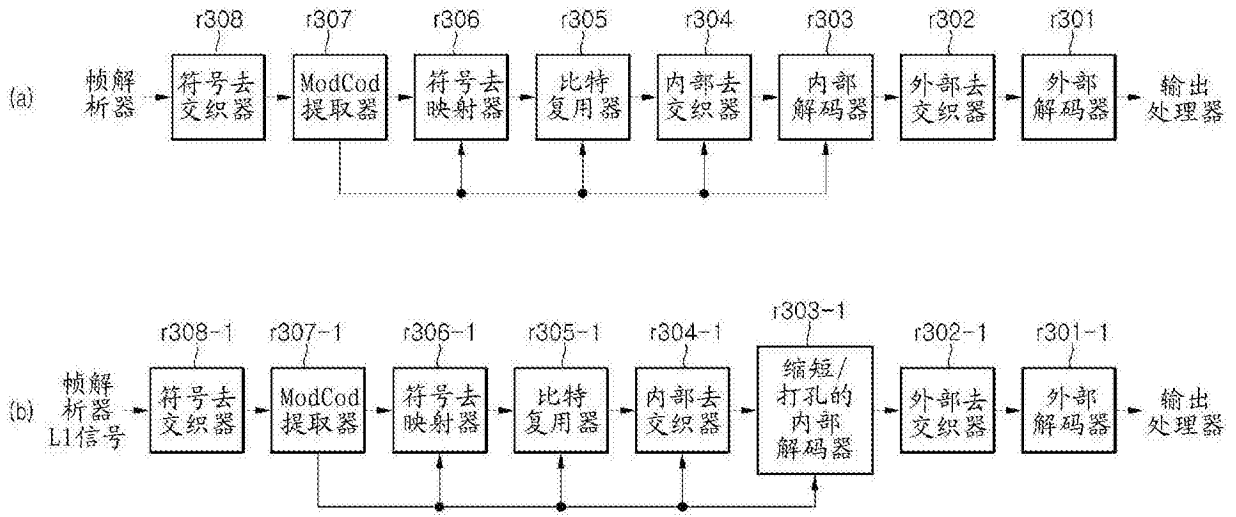 r308 r307 r306 r305 r304 r303 r302 r301
(a)
帧解
析器
符号去
交织器
ModCod
提取器
符号去
映射器
比特
复用器
内部去
交织器
内部
解码器
外部去
交织器
外部
解码器
输出
处理器
r308-1 r307-1 r306-1 r305-1 r304-1 r303-1 r302-1 r301-1
(b)
帧解
析器
L1信号
符号去
交织器
ModCod
提取器
符号去
映射器
比特
复用器
内部去
交织器
缩短/
打孔的
内部
解码器
外部去
交织器
外部
解码器
输出
处理器